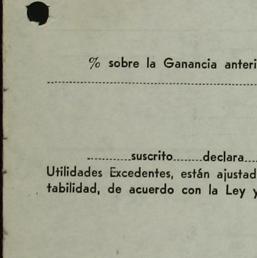 % sobre la Ganancia anteri
suscrito........declara....
Utilidades Excedentes, están ajustad
tabilidad, de acuerdo con la Ley y